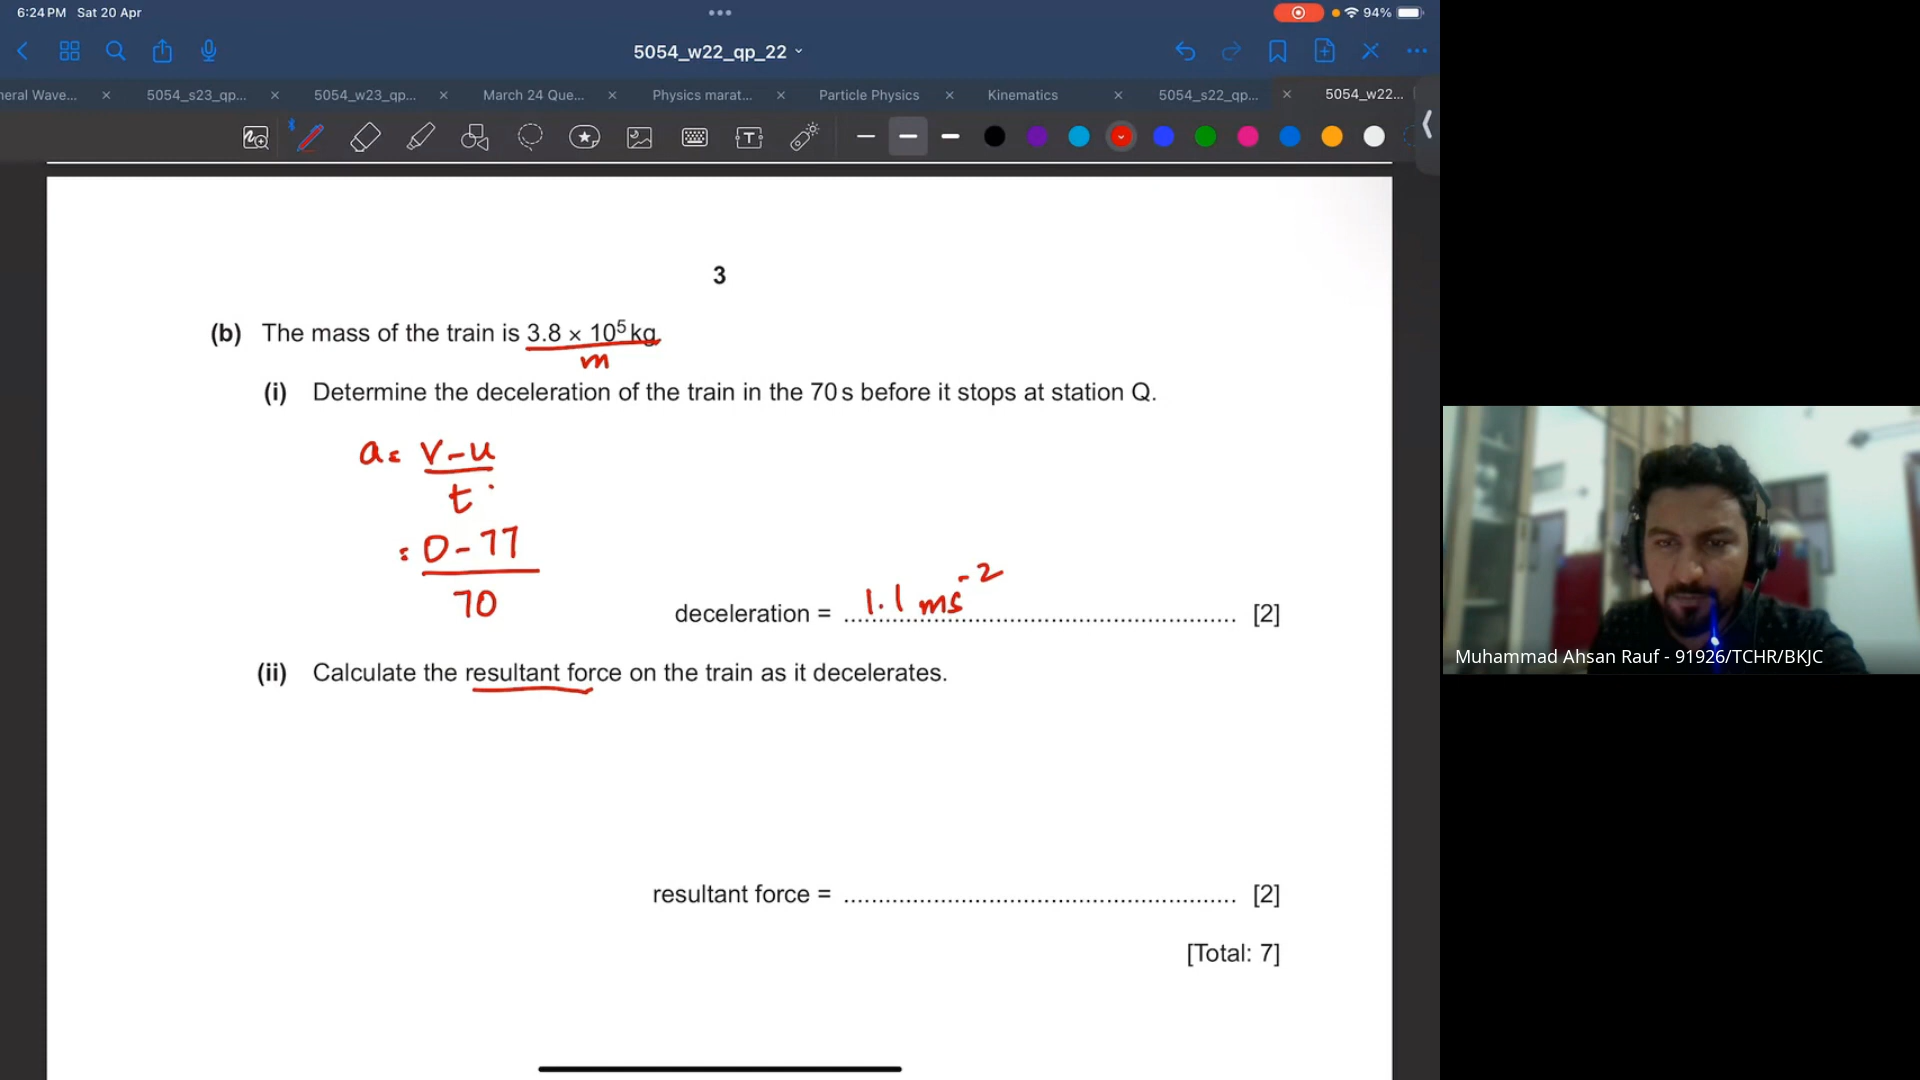 6:24 PM Sat 20 Apr
94%
5054_w22_qp_22
neral Wave...
5054_s23_qp...
5054_w23_qp...
March 24 Que...
Physics marat...
Particle Physics
Kinematics
5054_s22_qp...
5054_w22...
3
(b) The mass of the train is 3.8 × 10⁵ kg.
m
(i) Determine the deceleration of the train in the 70 s before it stops at station Q.
a = v - u
t
= 0 - 77
70
deceleration = 1.1 ms⁻² [2]
(ii) Calculate the resultant force on the train as it decelerates.
resultant force = ........................................................ [2]
[Total: 7]
Muhammad Ahsan Rauf - 91926/TCHR/BKJC